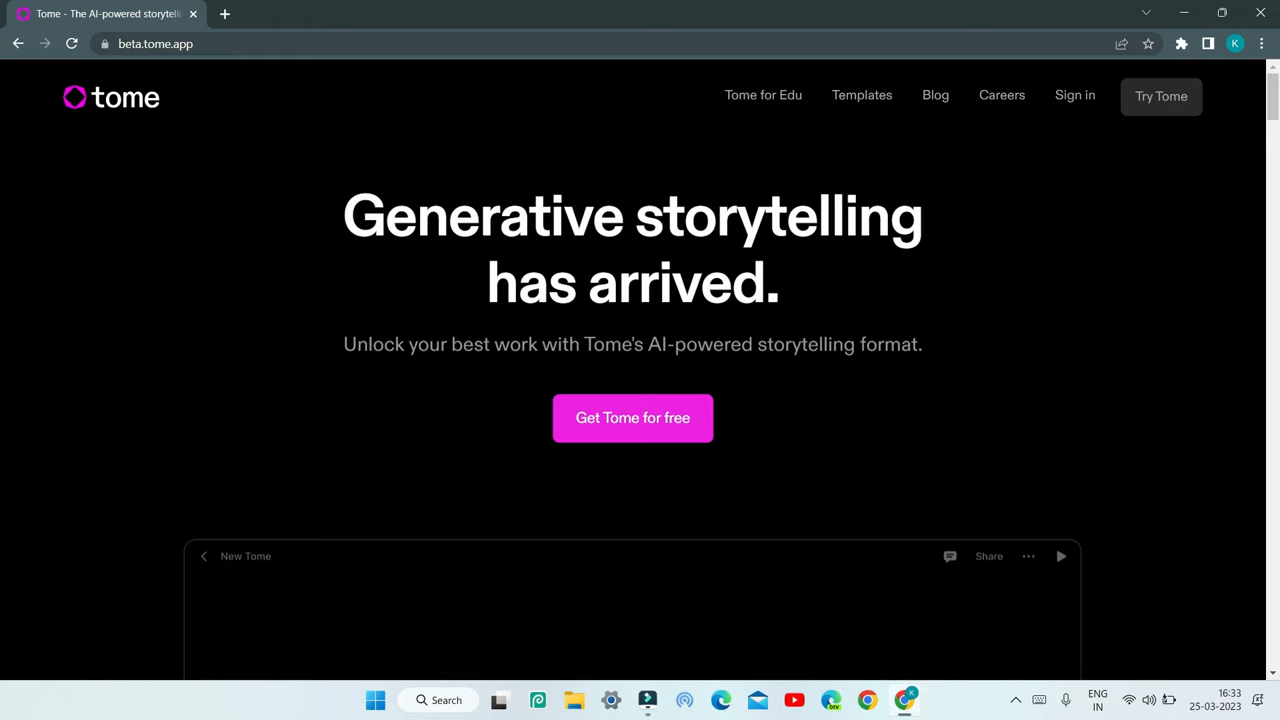 Tome - The AI-powered storytelli
beta.tome.app
K
tome
Tome for Edu
Templates
Blog
Careers
Sign in
Try Tome
Generative storytelling
has arrived.
Unlock your best work with Tome's AI-powered storytelling format.
Get Tome for free
New Tome
Share
Search
DEV
K
ENG
IN
16:33
25-03-2023